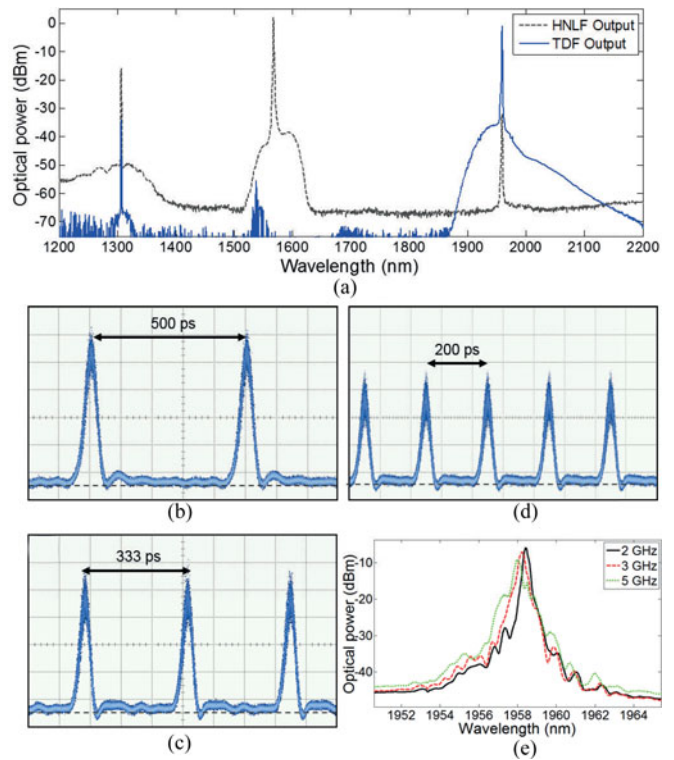 0
-10
-20
-30
-40
-50
-60
-70
Optical power (dBm)
HNLF Output
TDF Output
1200 1300 1400 1500 1600 1700 1800 1900 2000 2100 2200
Wavelength (nm)
(a)
500 ps
(b)
200 ps
(d)
333 ps
(c)
-10
-20
-30
-40
Optical power (dBm)
2 GHz
3 GHz
5 GHz
1952 1954 1956 1958 1960 1962 1964
Wavelength (nm)
(e)